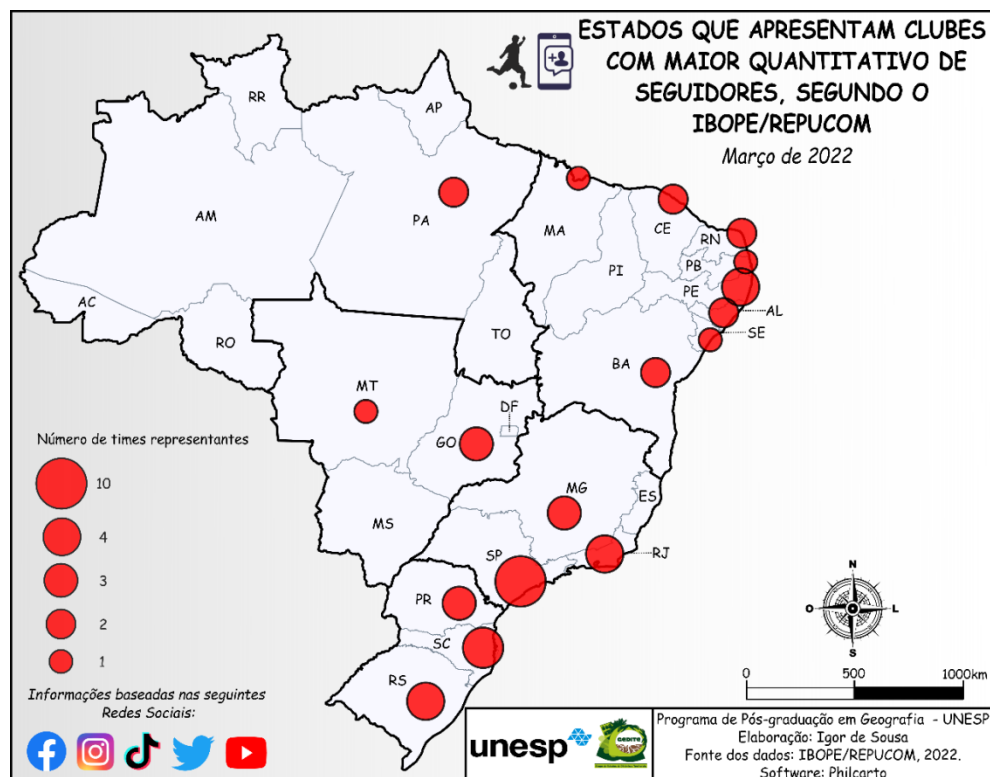 ESTADOS QUE APRESENTAM CLUBES
COM MAIOR QUANTITATIVO DE
SEGUIDORES, SEGUNDO O
IBOPE/REPUCOM
Março de 2022
RR
AP
AM
PA
MA
CE
RN
PI
PB
PE
AC
AL
TO
SE
RO
BA
MT
DF
GO
Número de times representantes
10
4
3
2
1
MG
ES
MS
SP
RJ
PR
SC
RS
N
O
L
S
0 500 1000km
Informações baseadas nas seguintes
Redes Sociais:
unesp
GEDITE
Programa de Pós-graduação em Geografia - UNESP
Elaboração: Igor de Sousa
Fonte dos dados: IBOPE/REPUCOM, 2022.
Software: Philcarto